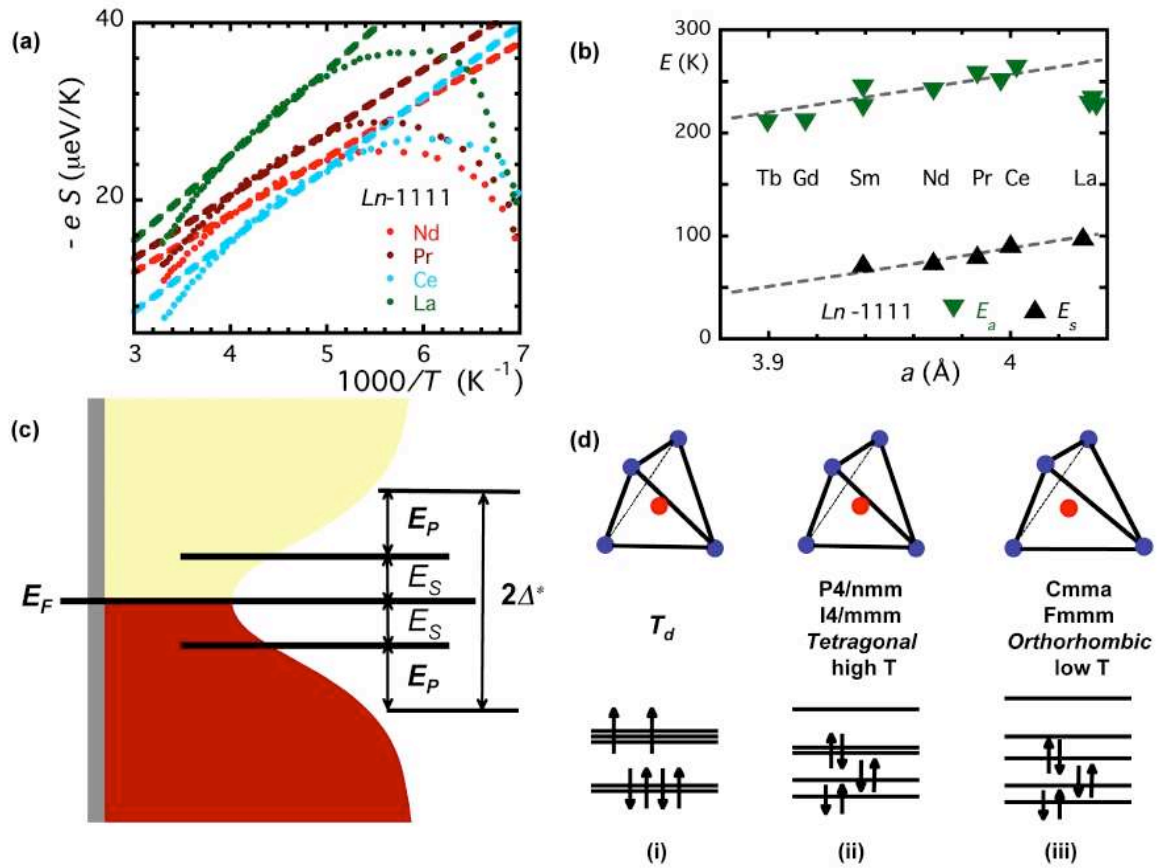 (a)
40
20
- e S (μeV/K)
Ln-1111
Nd
Pr
Ce
La
3 4 5 6 7
1000/T (K⁻¹)
(b)
E (K)
300
200
100
0
Tb Gd Sm Nd Pr Ce La
Ln -1111 Eₐ Eₛ
3.9 4
a (Å)
(c)
E_P
E_S
E_F
2Δ*
E_S
E_P
(d)
T_d
P4/nmm
I4/mmm
Tetragonal
high T
Cmma
Fmmm
Orthorhombic
low T
(i) (ii) (iii)